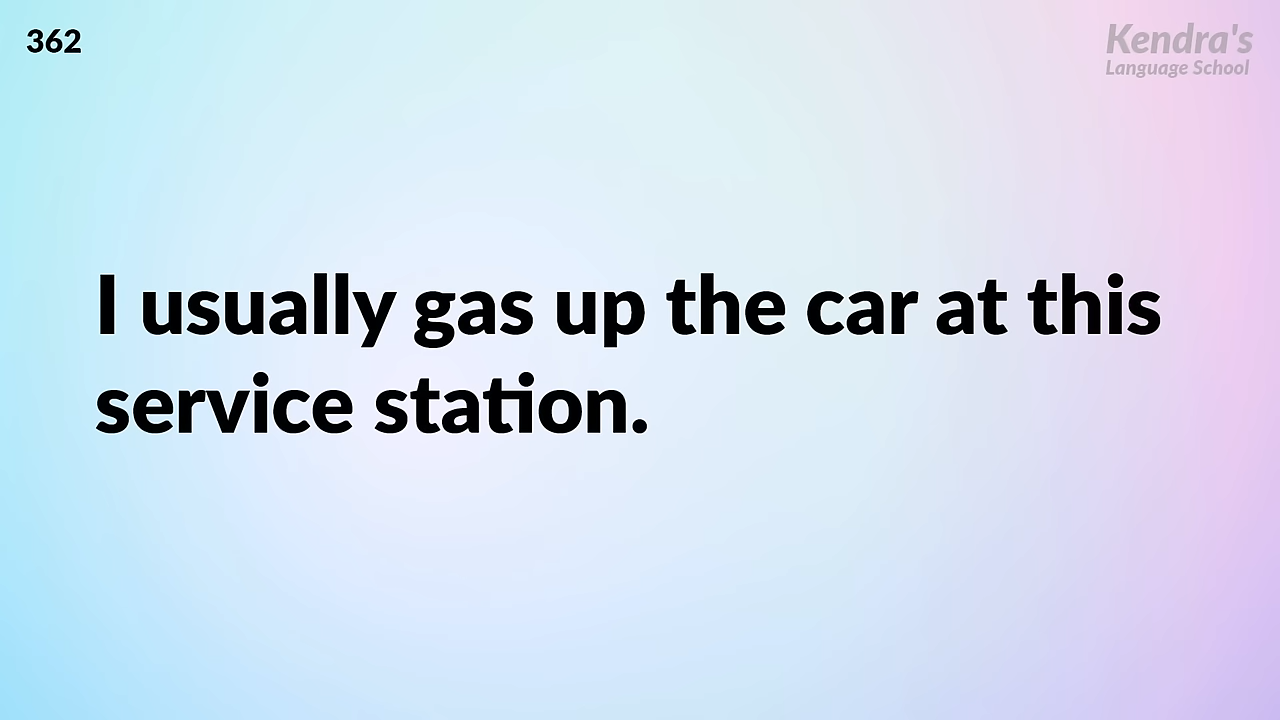 362
Kendra's
Language School
I usually gas up the car at this
service station.